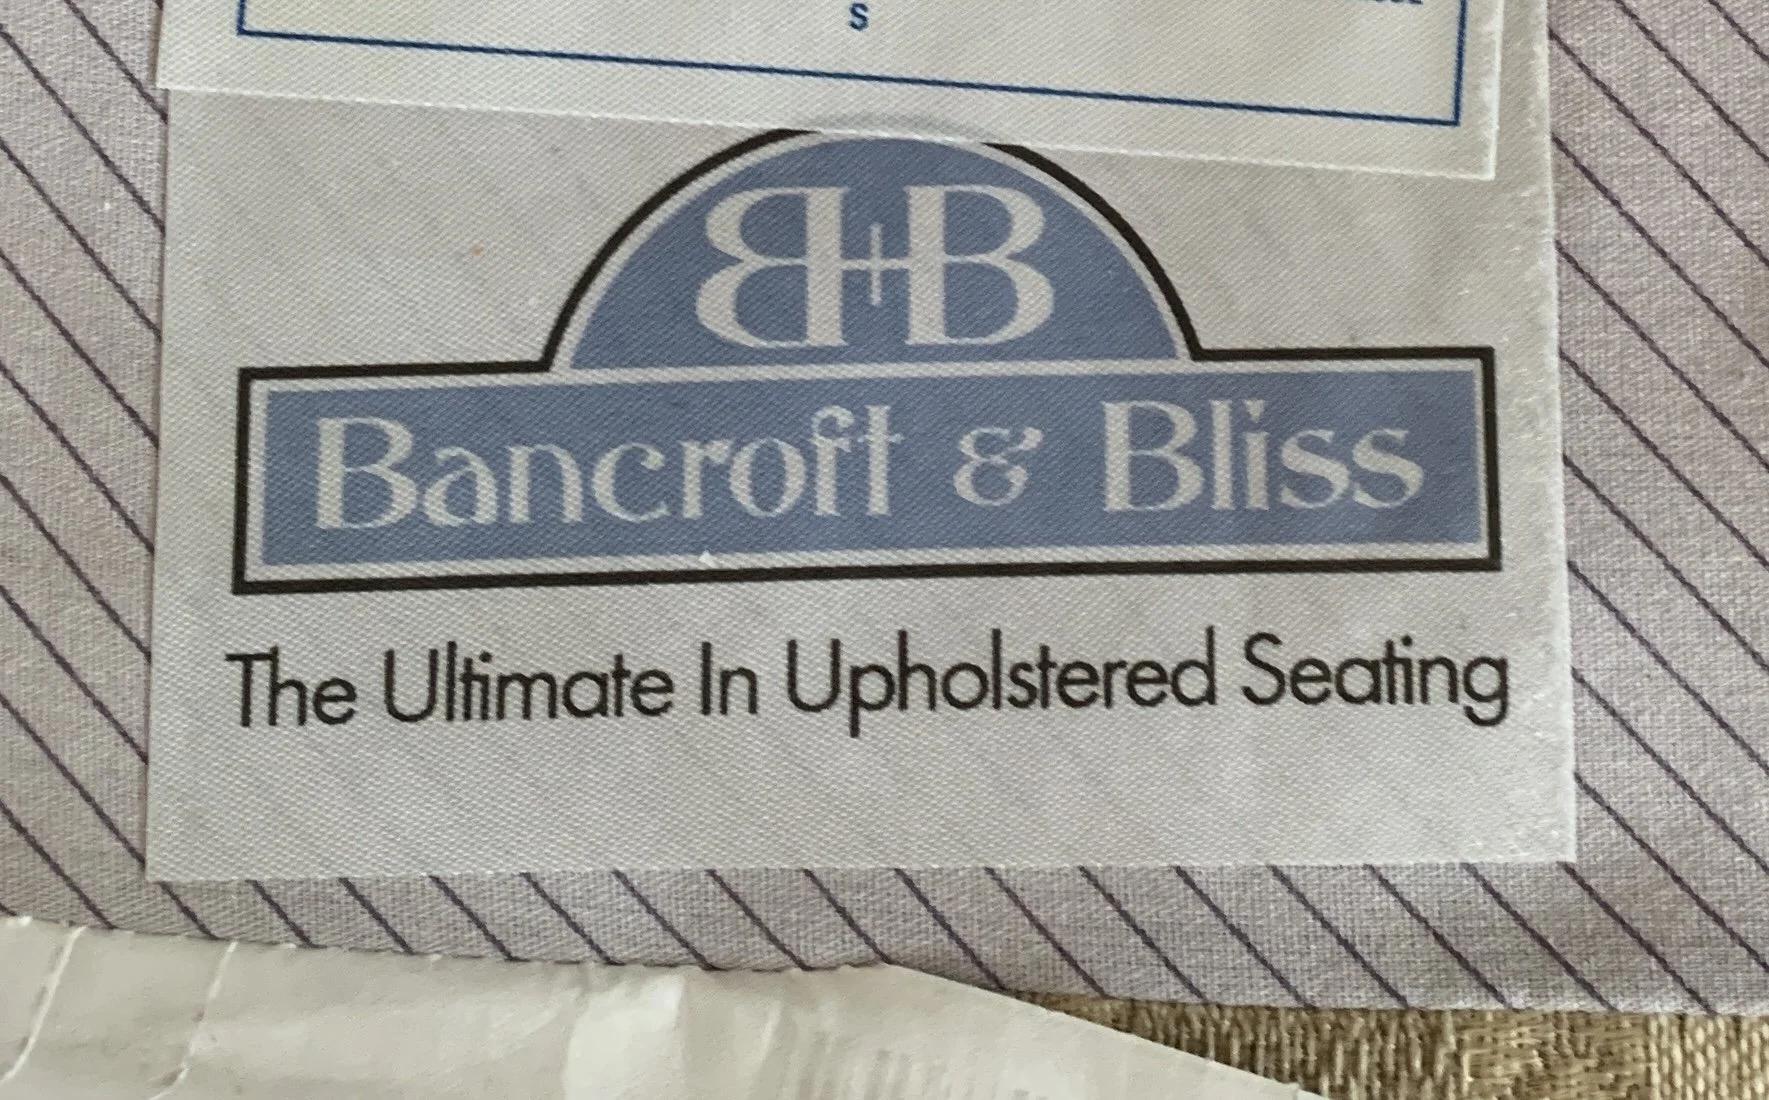 S
B+B
Bancroft & Bliss
The Ultimate In Upholstered Seating